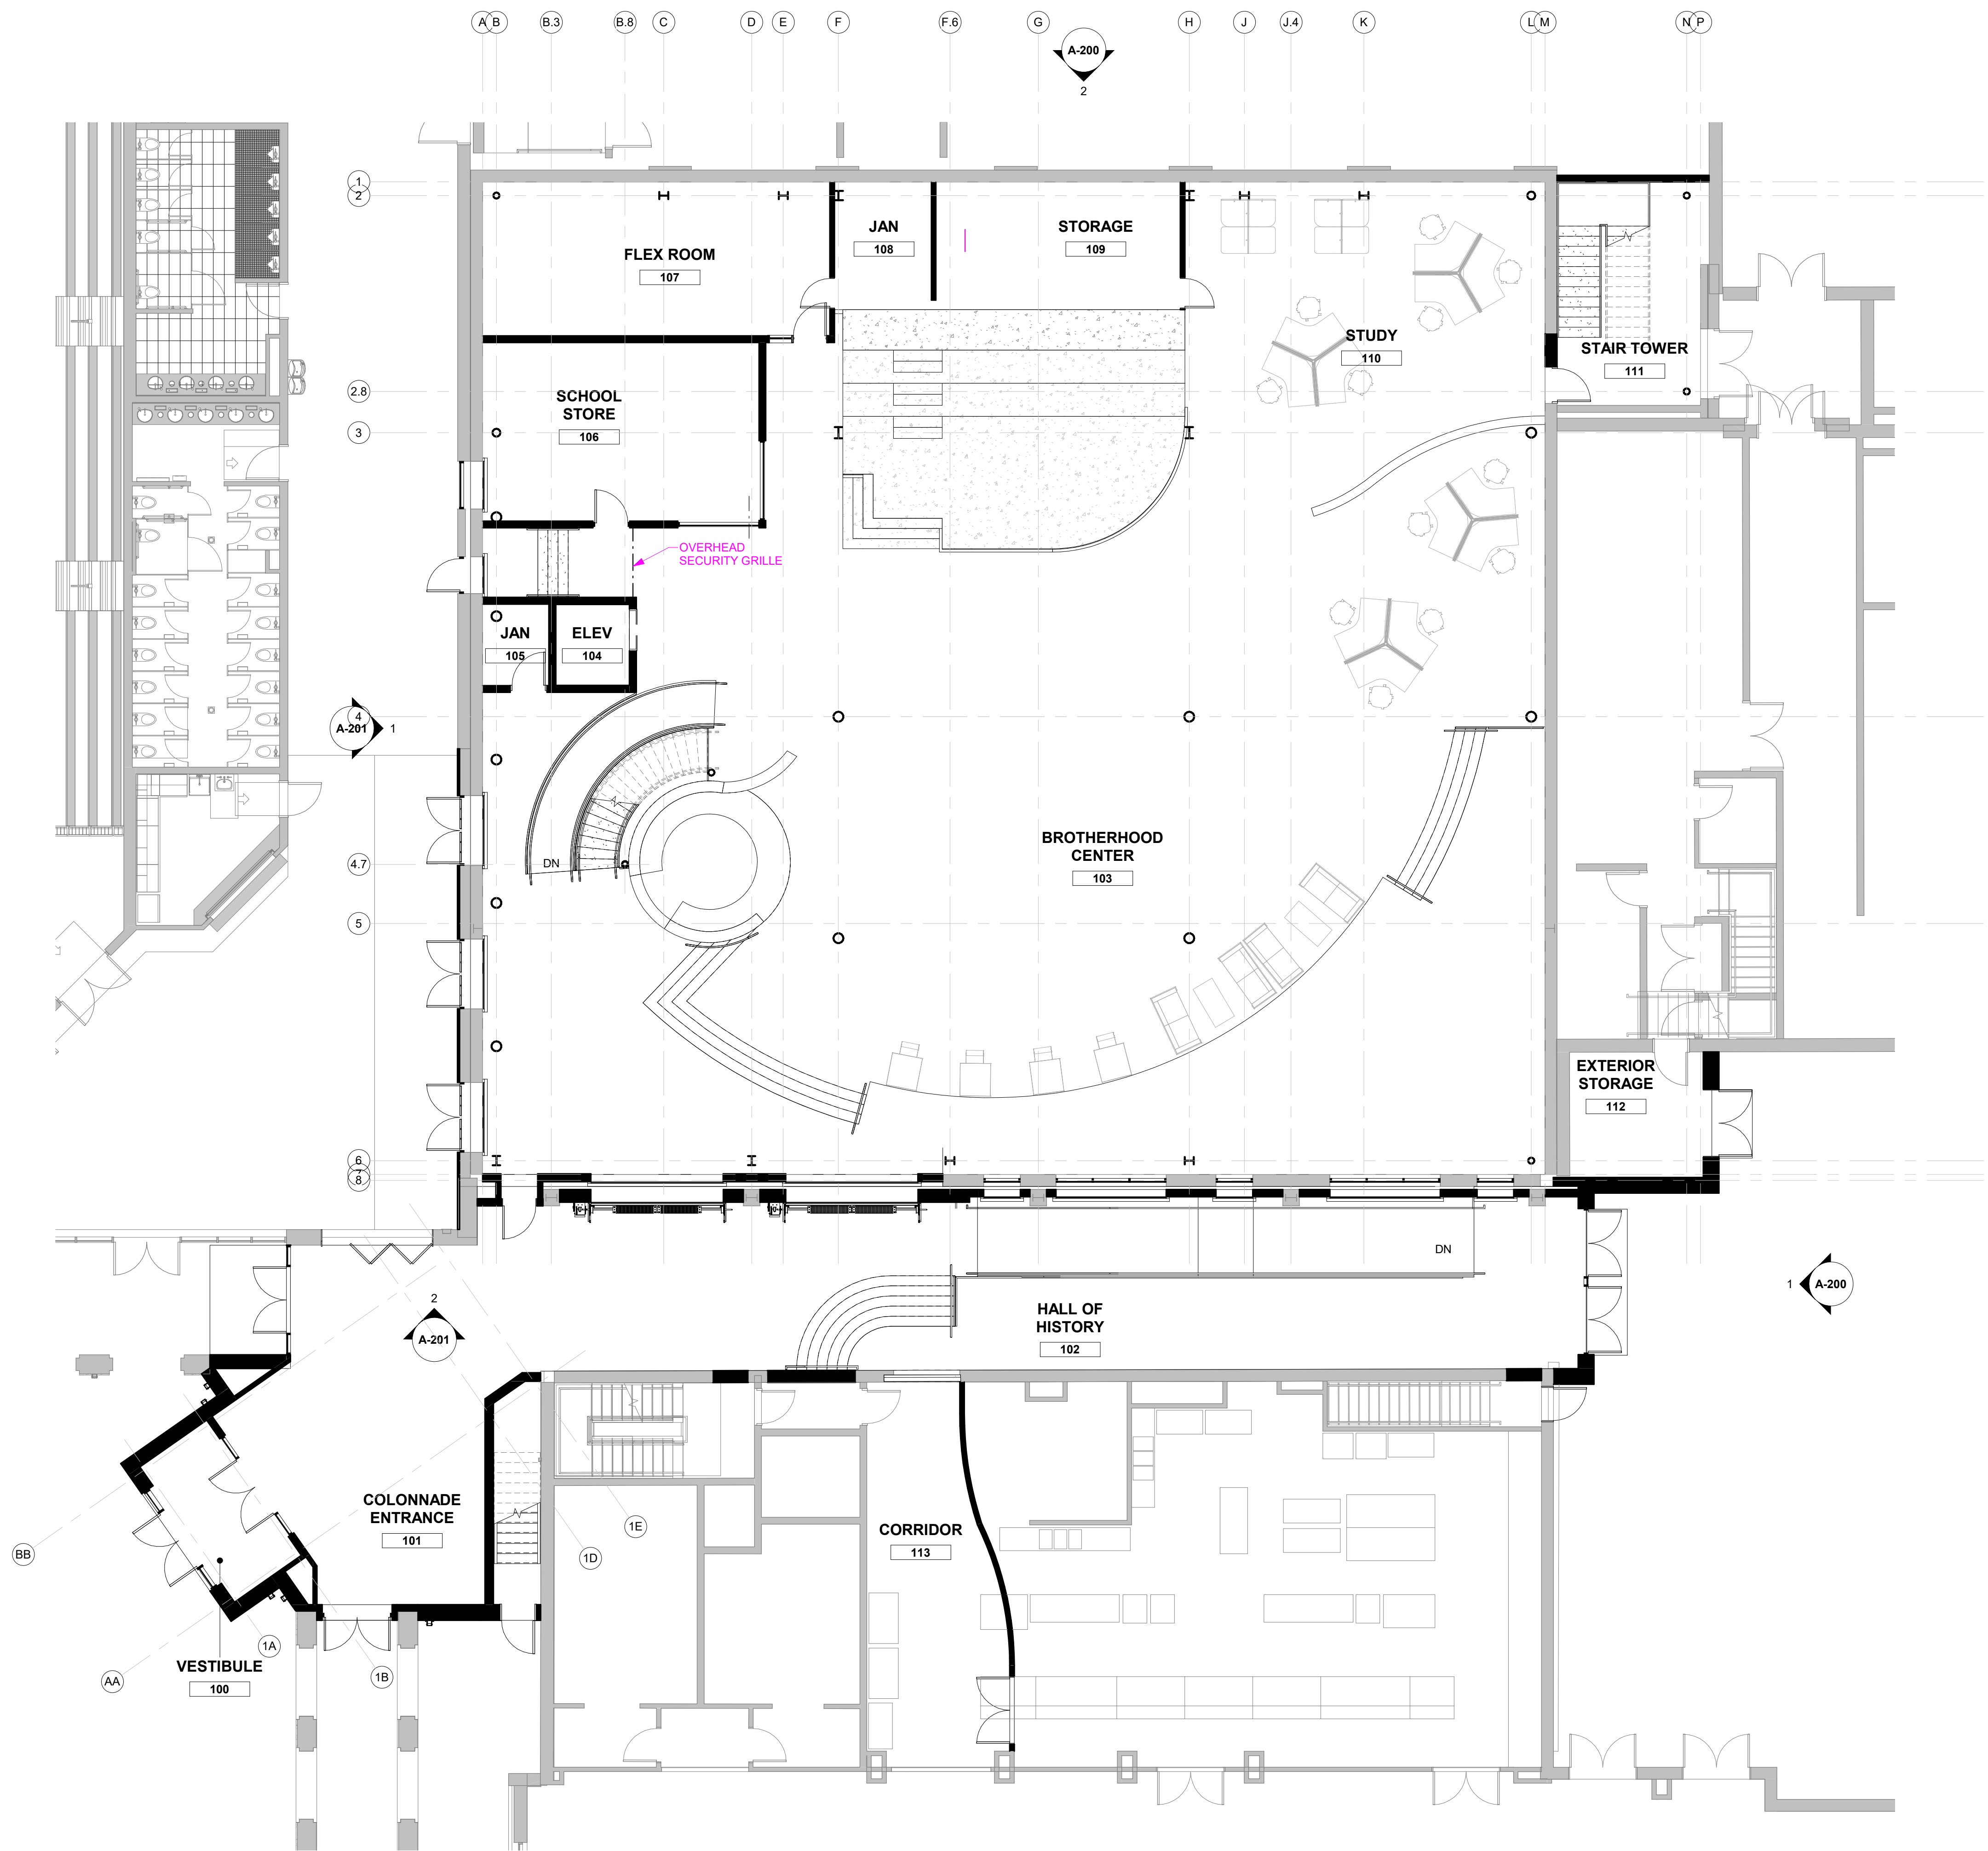 A B B.3 B.8 C D E F F.6 G H J J.4 K L M N P
A-200
2
1
2
JAN
108
STORAGE
109
FLEX ROOM
107
STUDY
110
STAIR TOWER
111
2.8
SCHOOL
STORE
106
3
OVERHEAD
SECURITY GRILLE
JAN
105
ELEV
104
4
A-201
1
BROTHERHOOD
CENTER
103
DN
4.7
5
EXTERIOR
STORAGE
112
6
7
8
DN
1
A-200
2
A-201
HALL OF
HISTORY
102
COLONNADE
ENTRANCE
101
1E
CORRIDOR
113
BB
1D
1A
VESTIBULE
100
1B
AA